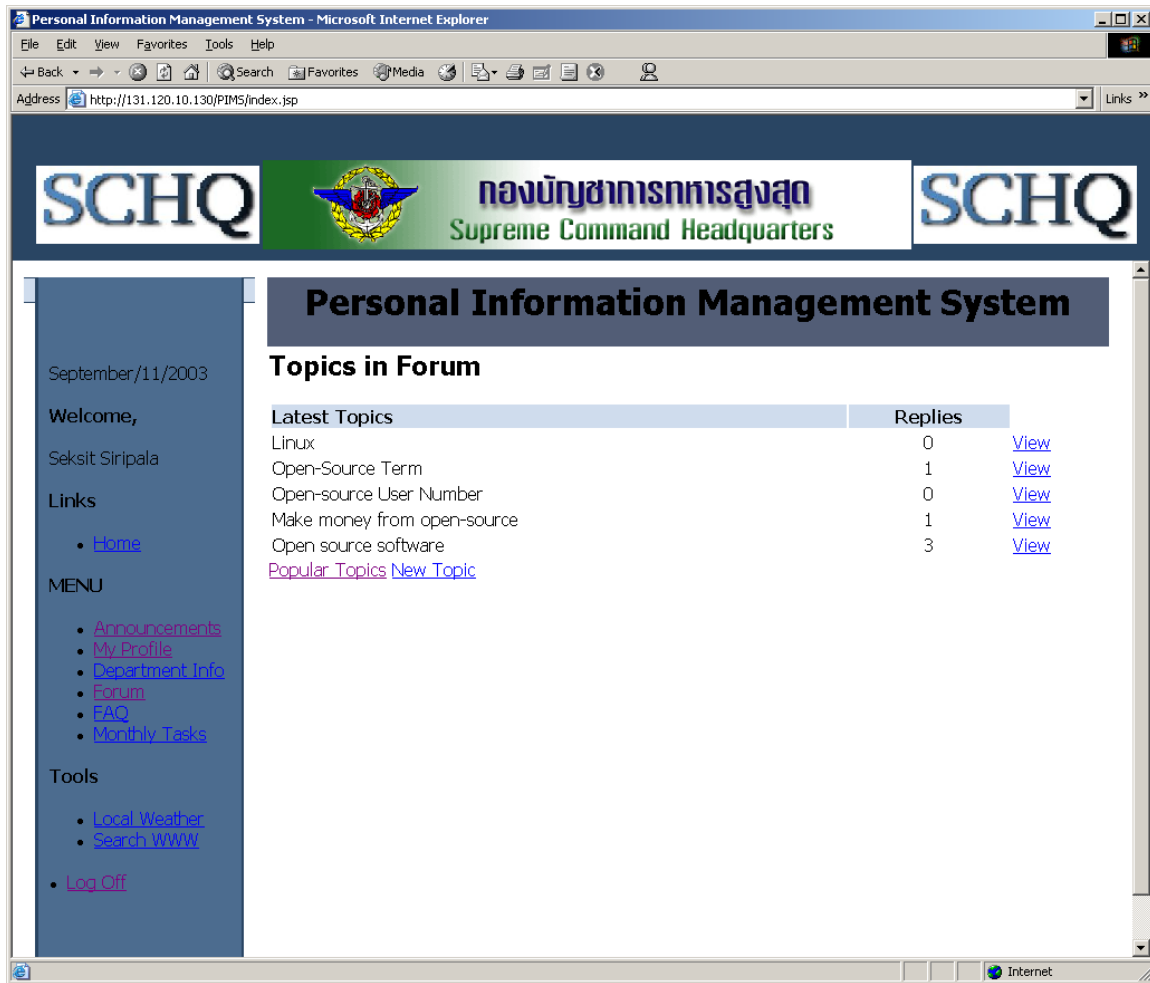 Personal Information Management System - Microsoft Internet Explorer
File Edit View Favorites Tools Help
Back Search Favorites Media
Address http://131.120.10.130/PIMS/index.jsp Links »
SCHQ
กองบัญชาการทหารสูงสุด
Supreme Command Headquarters
SCHQ
Personal Information Management System
September/11/2003
Welcome,
Seksit Siripala
Links
Home
MENU
Announcements
My Profile
Department Info
Forum
FAQ
Monthly Tasks
Tools
Local Weather
Search WWW
Log Off
Topics in Forum
Latest Topics Replies
Linux 0 View
Open-Source Term 1 View
Open-source User Number 0 View
Make money from open-source 1 View
Open source software 3 View
Popular Topics New Topic
Internet